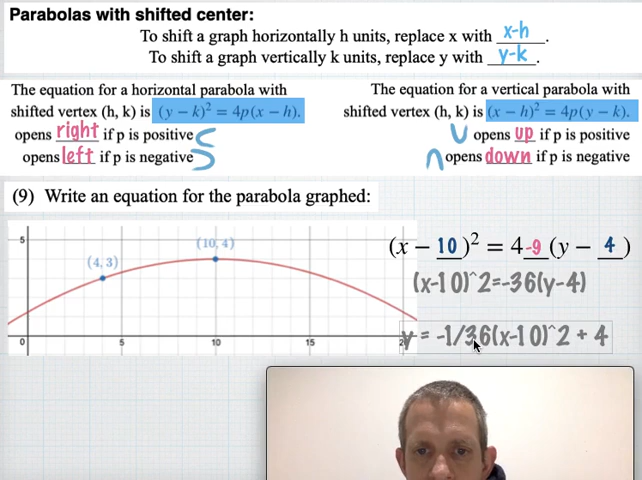 Parabolas with shifted center:
To shift a graph horizontally h units, replace x with x-h.
To shift a graph vertically k units, replace y with y-k.
The equation for a horizontal parabola with
shifted vertex (h, k) is (y − k)² = 4p(x − h).
opens right if p is positive
opens left if p is negative
The equation for a vertical parabola with
shifted vertex (h, k) is (x − h)² = 4p(y − k).
opens up if p is positive
opens down if p is negative
(9) Write an equation for the parabola graphed:
5
(10, 4)
(4, 3)
0 5 10 15 20
(x − 10)² = 4 -9 (y − 4)
(x-10)^2=-36(y-4)
y = -1/36(x-10)^2 + 4